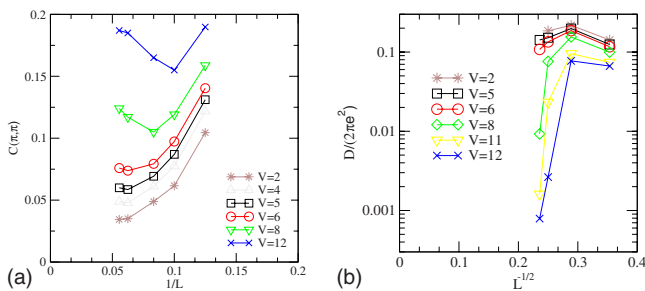 0.2
0.15
0.1
0.05
0
C(π,π)
V=2
V=4
V=5
V=6
V=8
V=12
0 0.05 0.1 0.15 0.2
1/L
(a)
0.1
0.01
0.001
D/(2πe²)
V=2
V=5
V=6
V=8
V=11
V=12
0 0.1 0.2 0.3 0.4
L^-1/2
(b)